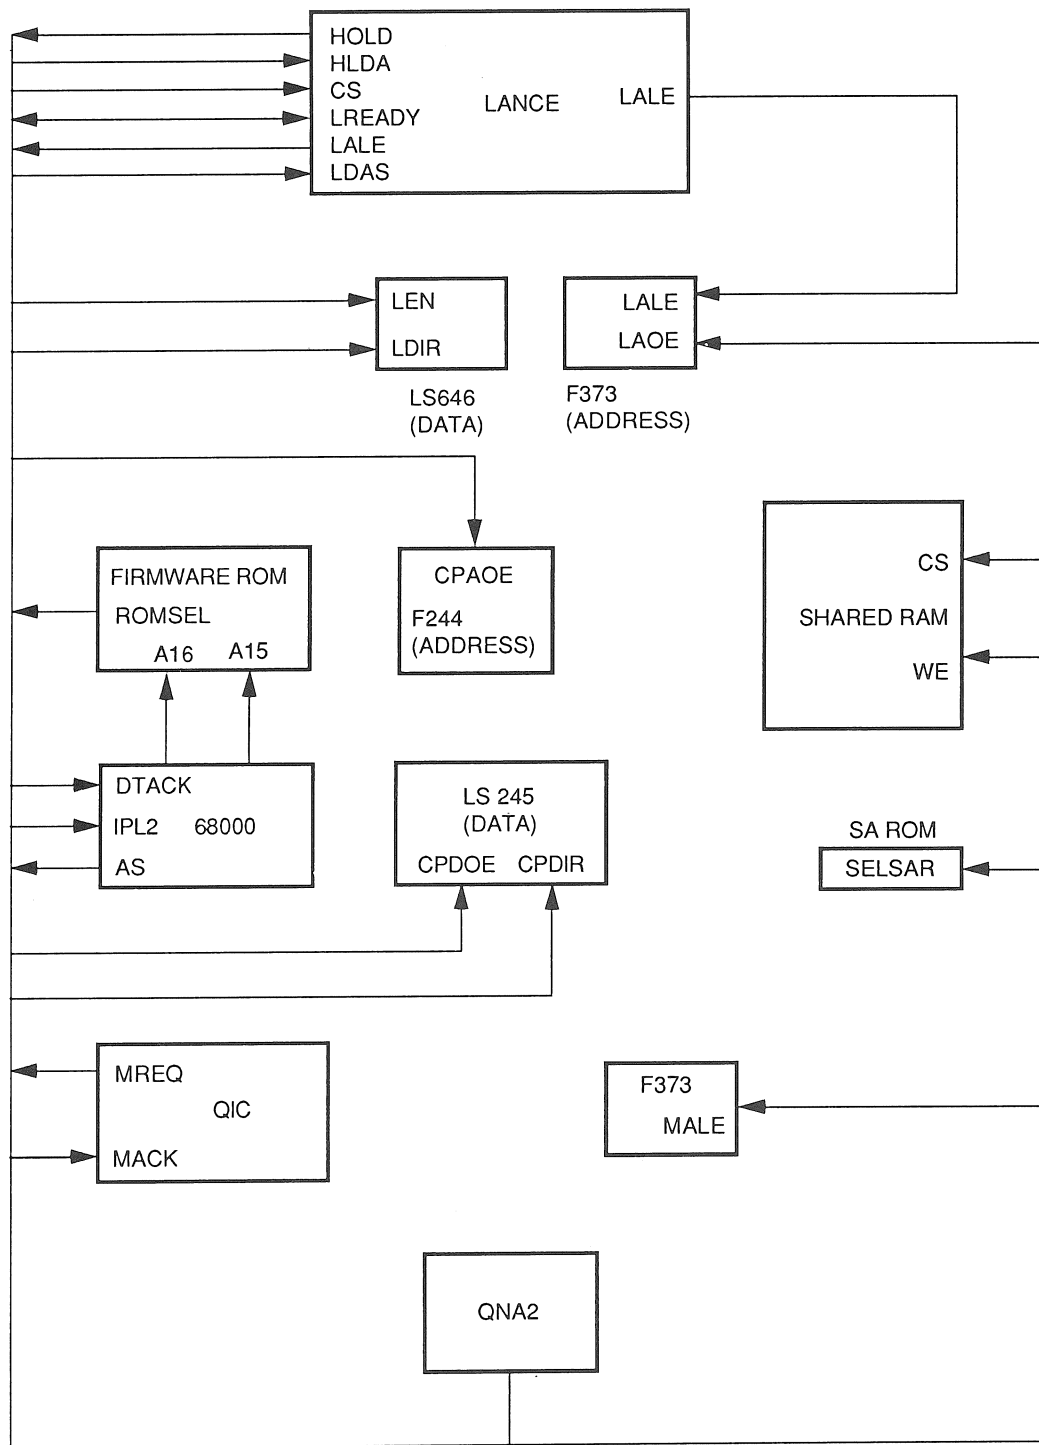 HOLD
HLDA
CS
LREADY
LALE
LDAS
LANCE
LALE
LEN
LDIR
LS646
(DATA)
LALE
LAOE
F373
(ADDRESS)
FIRMWARE ROM
ROMSEL
A16 A15
CPAOE
F244
(ADDRESS)
CS
SHARED RAM
WE
DTACK
IPL2 68000
AS
LS 245
(DATA)
CPDOE CPDIR
SA ROM
SELSAR
MREQ
QIC
MACK
F373
MALE
QNA2